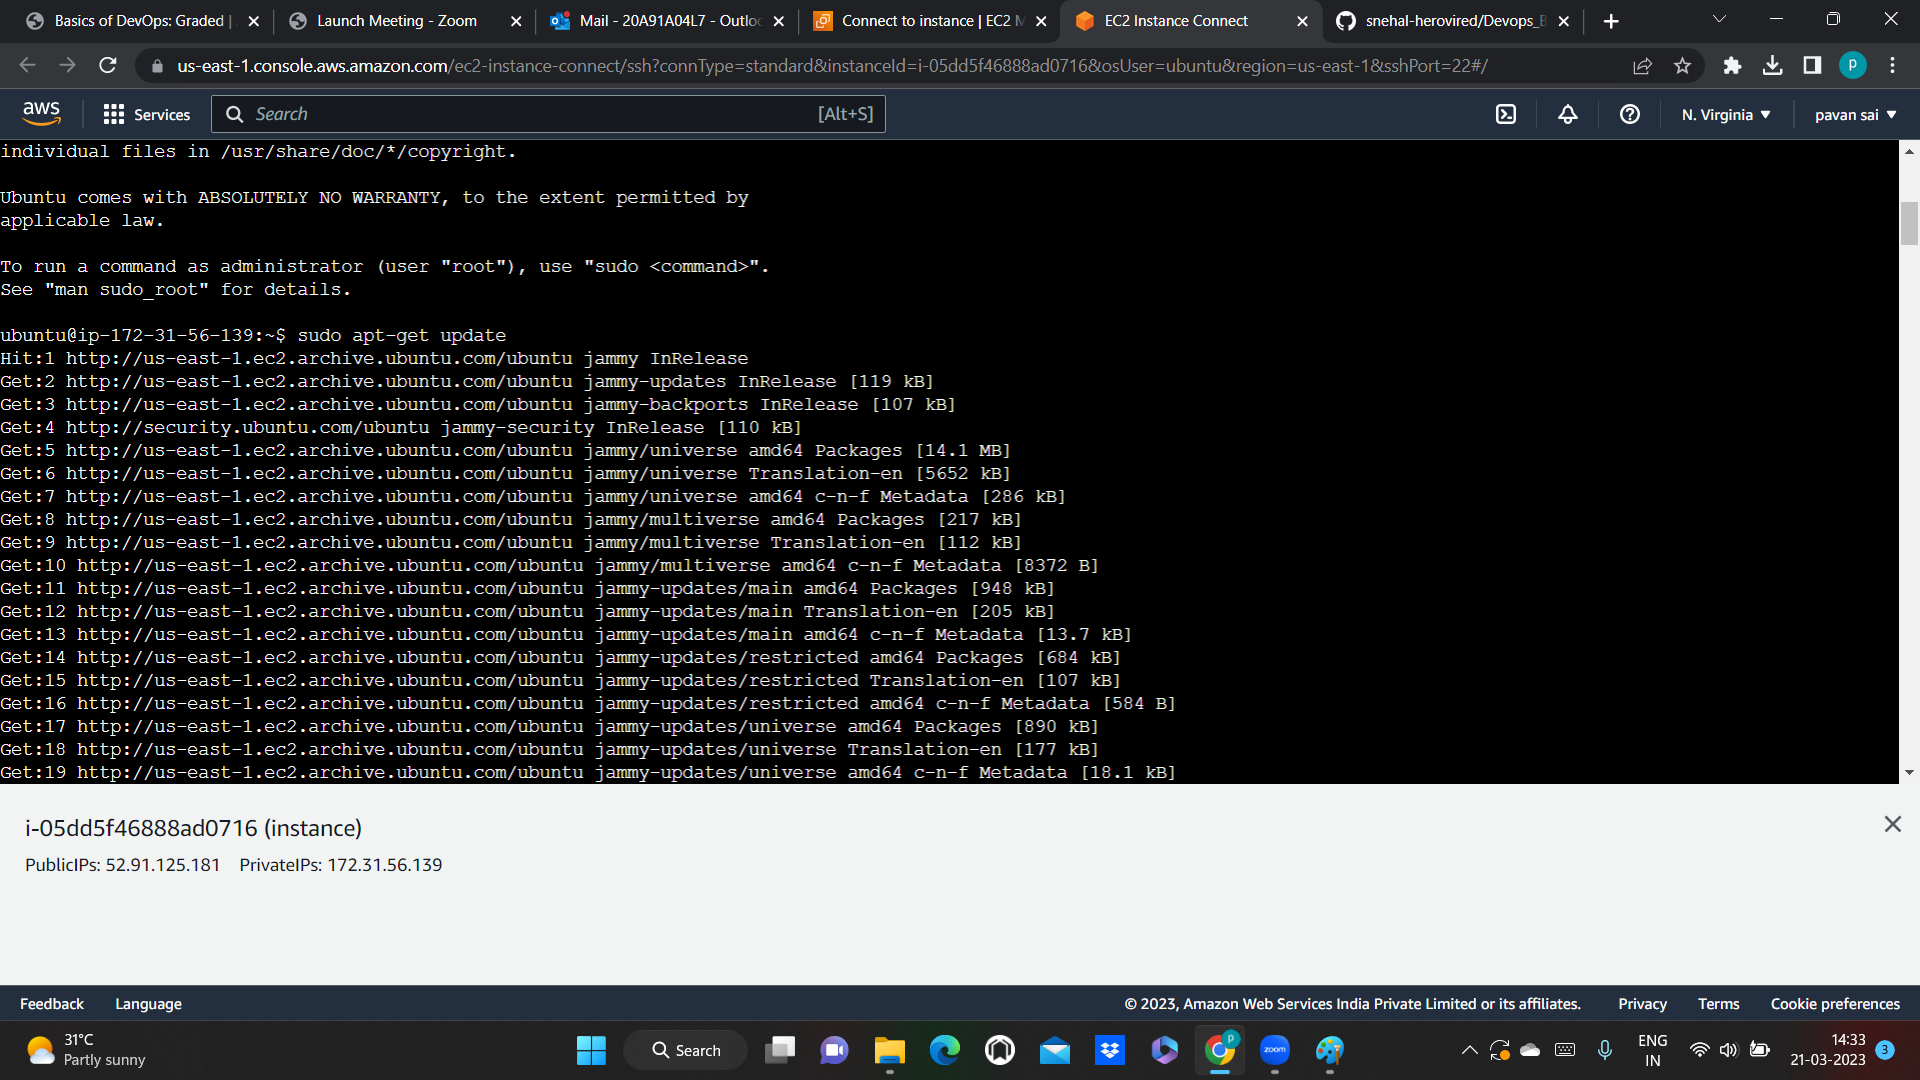 Basics of DevOps: Graded |
Launch Meeting - Zoom
Mail - 20A91A04L7 - Outlo
Connect to instance | EC2 M
EC2 Instance Connect
snehal-herovired/Devops_B
us-east-1.console.aws.amazon.com/ec2-instance-connect/ssh?connType=standard&instanceId=i-05dd5f46888ad0716&osUser=ubuntu&region=us-east-1&sshPort=22#/
P
aws
Services
Search
[Alt+S]
N. Virginia
pavan sai
individual files in /usr/share/doc/*/copyright.
Ubuntu comes with ABSOLUTELY NO WARRANTY, to the extent permitted by
applicable law.
To run a command as administrator (user "root"), use "sudo <command>".
See "man sudo_root" for details.
ubuntu@ip-172-31-56-139:~$ sudo apt-get update
Hit:1 http://us-east-1.ec2.archive.ubuntu.com/ubuntu jammy InRelease
Get:2 http://us-east-1.ec2.archive.ubuntu.com/ubuntu jammy-updates InRelease [119 kB]
Get:3 http://us-east-1.ec2.archive.ubuntu.com/ubuntu jammy-backports InRelease [107 kB]
Get:4 http://security.ubuntu.com/ubuntu jammy-security InRelease [110 kB]
Get:5 http://us-east-1.ec2.archive.ubuntu.com/ubuntu jammy/universe amd64 Packages [14.1 MB]
Get:6 http://us-east-1.ec2.archive.ubuntu.com/ubuntu jammy/universe Translation-en [5652 kB]
Get:7 http://us-east-1.ec2.archive.ubuntu.com/ubuntu jammy/universe amd64 c-n-f Metadata [286 kB]
Get:8 http://us-east-1.ec2.archive.ubuntu.com/ubuntu jammy/multiverse amd64 Packages [217 kB]
Get:9 http://us-east-1.ec2.archive.ubuntu.com/ubuntu jammy/multiverse Translation-en [112 kB]
Get:10 http://us-east-1.ec2.archive.ubuntu.com/ubuntu jammy/multiverse amd64 c-n-f Metadata [8372 B]
Get:11 http://us-east-1.ec2.archive.ubuntu.com/ubuntu jammy-updates/main amd64 Packages [948 kB]
Get:12 http://us-east-1.ec2.archive.ubuntu.com/ubuntu jammy-updates/main Translation-en [205 kB]
Get:13 http://us-east-1.ec2.archive.ubuntu.com/ubuntu jammy-updates/main amd64 c-n-f Metadata [13.7 kB]
Get:14 http://us-east-1.ec2.archive.ubuntu.com/ubuntu jammy-updates/restricted amd64 Packages [684 kB]
Get:15 http://us-east-1.ec2.archive.ubuntu.com/ubuntu jammy-updates/restricted Translation-en [107 kB]
Get:16 http://us-east-1.ec2.archive.ubuntu.com/ubuntu jammy-updates/restricted amd64 c-n-f Metadata [584 B]
Get:17 http://us-east-1.ec2.archive.ubuntu.com/ubuntu jammy-updates/universe amd64 Packages [890 kB]
Get:18 http://us-east-1.ec2.archive.ubuntu.com/ubuntu jammy-updates/universe Translation-en [177 kB]
Get:19 http://us-east-1.ec2.archive.ubuntu.com/ubuntu jammy-updates/universe amd64 c-n-f Metadata [18.1 kB]
i-05dd5f46888ad0716 (instance)
PublicIPs: 52.91.125.181 PrivateIPs: 172.31.56.139
Feedback
Language
© 2023, Amazon Web Services India Private Limited or its affiliates.
Privacy
Terms
Cookie preferences
31°C
Partly sunny
Search
P
zoom
ENG
IN
14:33
21-03-2023
3